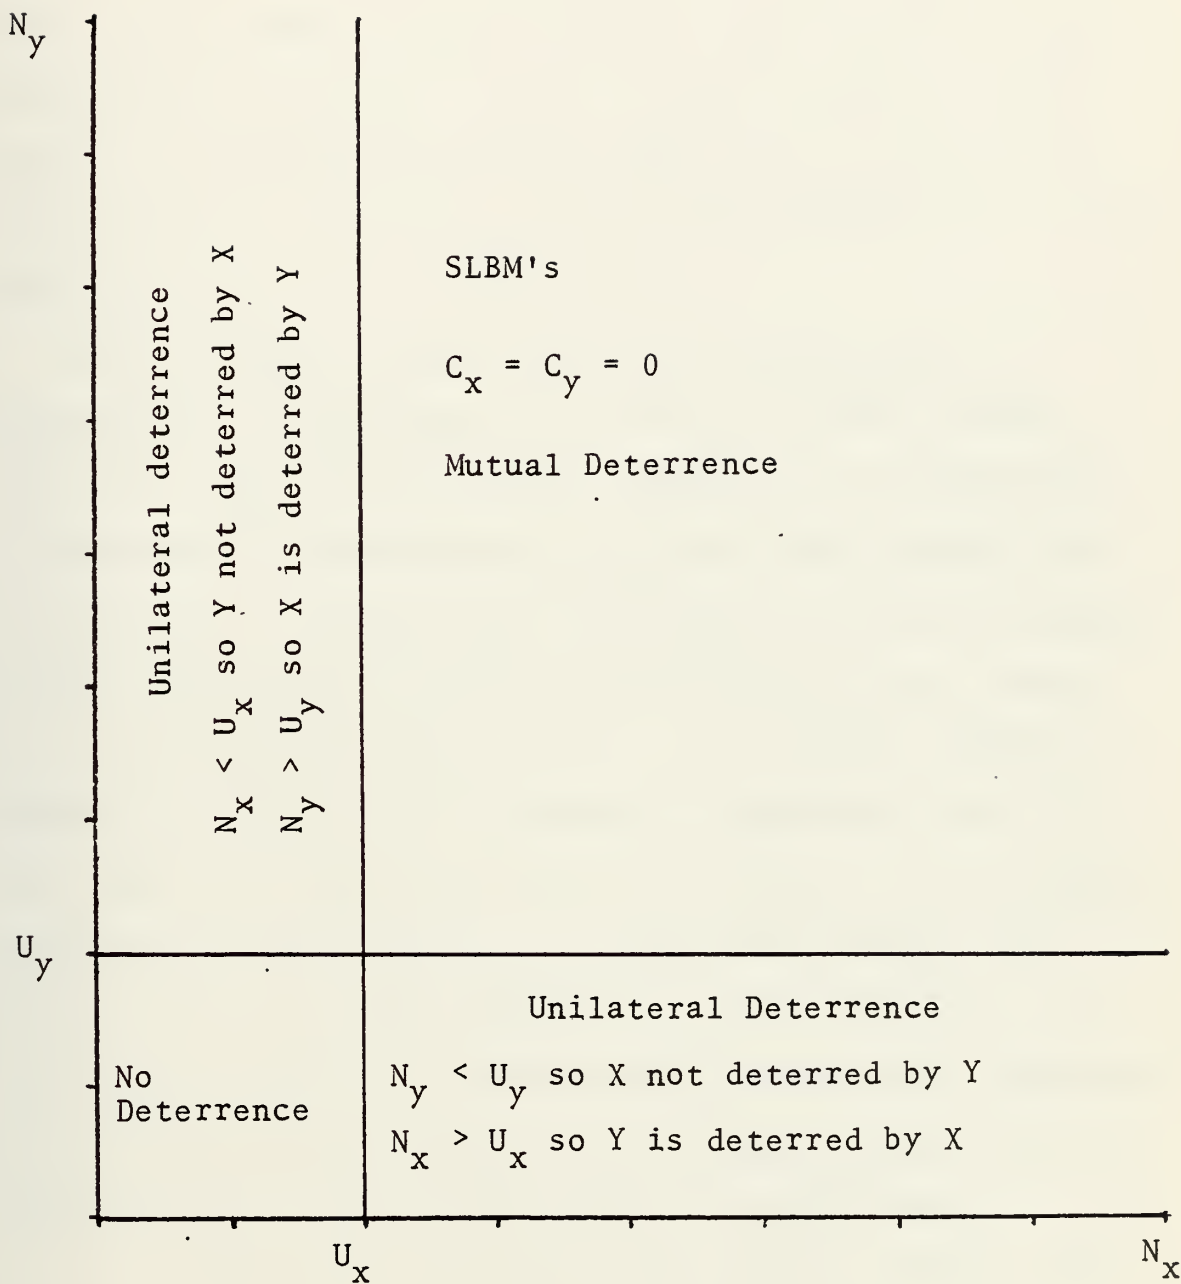 N_y
Unilateral deterrence
N_x < U_x so Y not deterred by X
N_y > U_y so X is deterred by Y
SLBM's
C_x = C_y = 0
Mutual Deterrence
U_y
Unilateral Deterrence
N_y < U_y so X not deterred by Y
N_x > U_x so Y is deterred by X
No
Deterrence
U_x
N_x